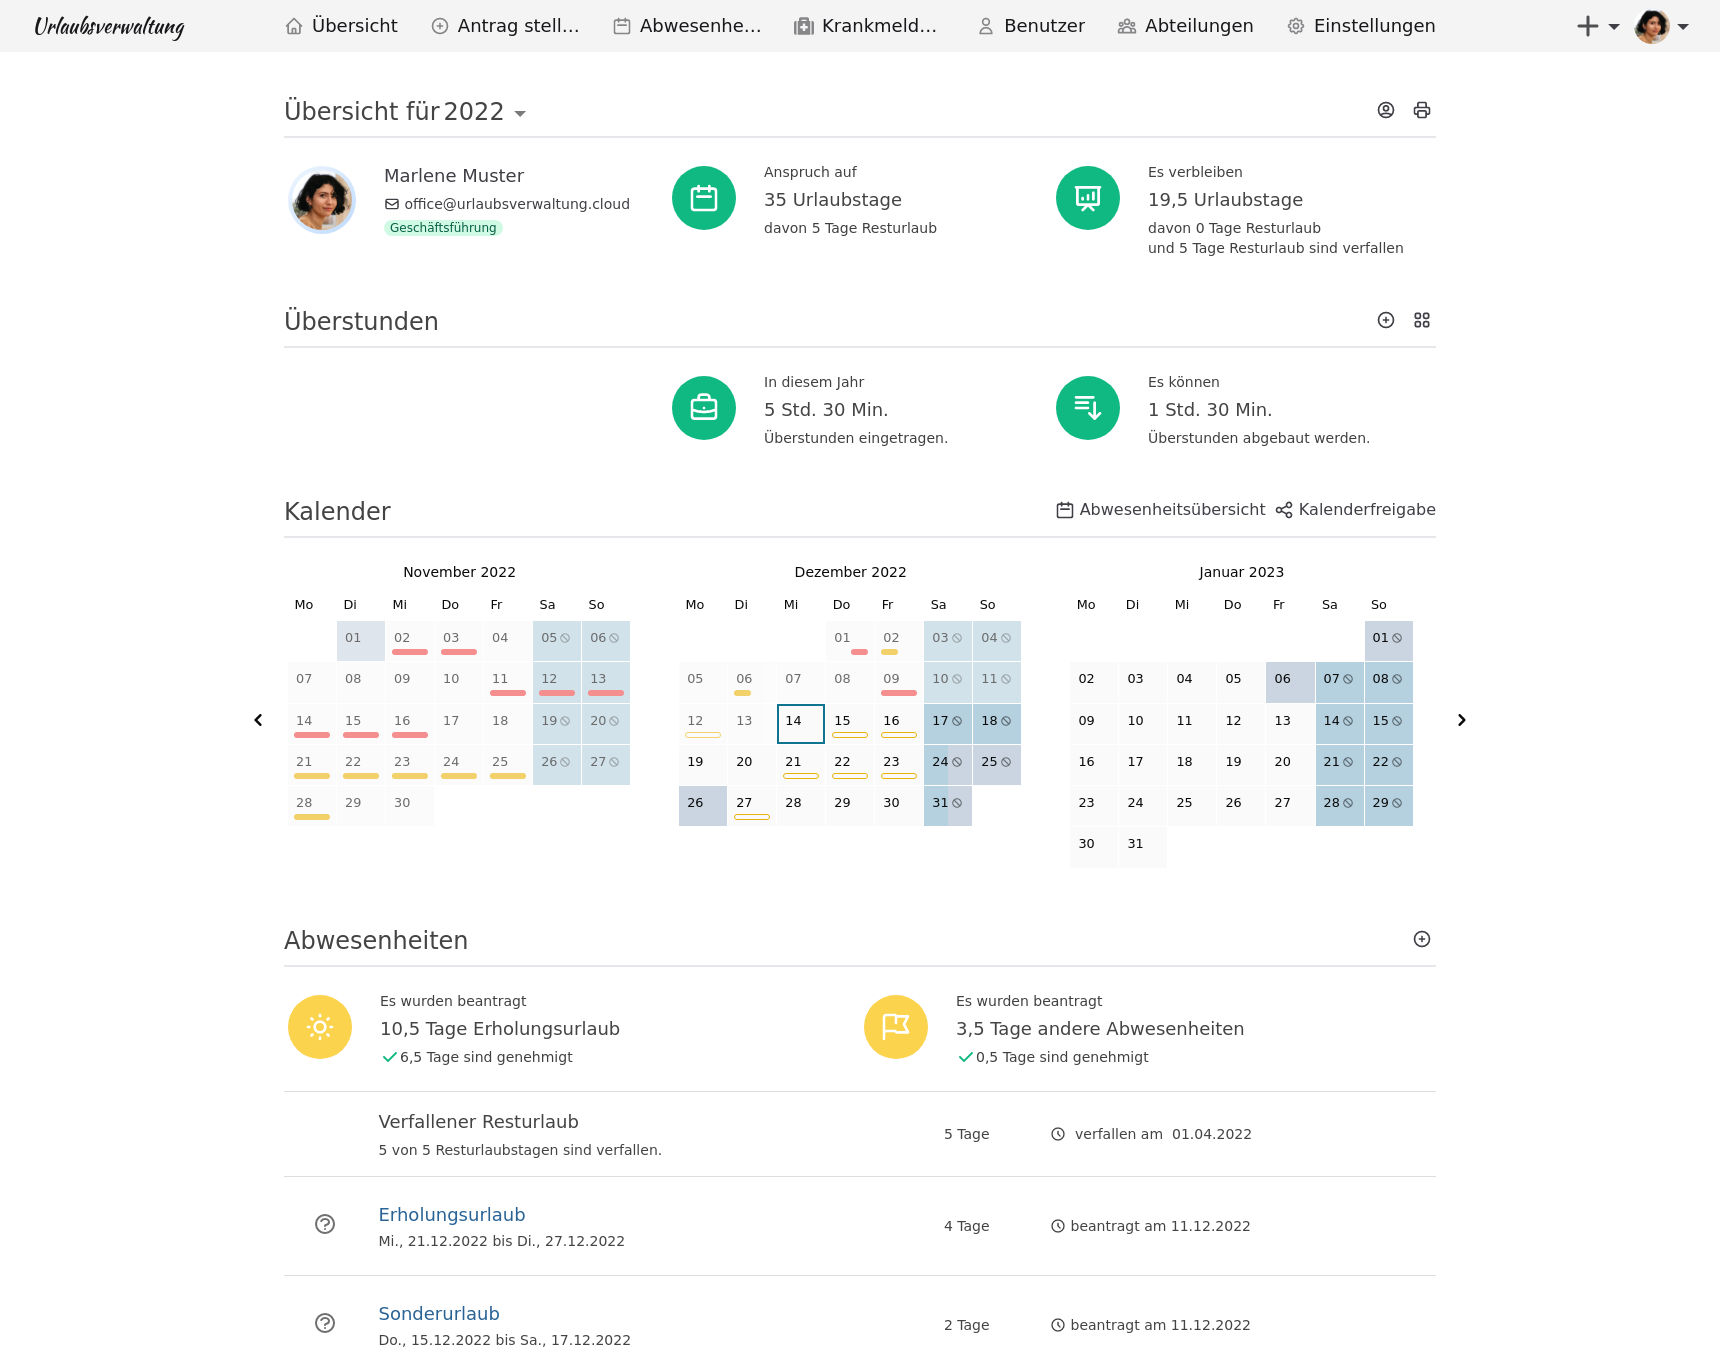 Urlaubsverwaltung
Übersicht
Antrag stell...
Abwesenhe...
Krankmeld...
Benutzer
Abteilungen
Einstellungen
Übersicht für 2022
Marlene Muster
office@urlaubsverwaltung.cloud
Geschäftsführung
Anspruch auf
35 Urlaubstage
davon 5 Tage Resturlaub
Es verbleiben
19,5 Urlaubstage
davon 0 Tage Resturlaub
und 5 Tage Resturlaub sind verfallen
Überstunden
In diesem Jahr
5 Std. 30 Min.
Überstunden eingetragen.
Es können
1 Std. 30 Min.
Überstunden abgebaut werden.
Kalender
Abwesenheitsübersicht
Kalenderfreigabe
November 2022
Mo Di Mi Do Fr Sa So
01 02 03 04 05 06
07 08 09 10 11 12 13
14 15 16 17 18 19 20
21 22 23 24 25 26 27
28 29 30
Dezember 2022
Mo Di Mi Do Fr Sa So
01 02 03 04
05 06 07 08 09 10 11
12 13 14 15 16 17 18
19 20 21 22 23 24 25
26 27 28 29 30 31
Januar 2023
Mo Di Mi Do Fr Sa So
01
02 03 04 05 06 07 08
09 10 11 12 13 14 15
16 17 18 19 20 21 22
23 24 25 26 27 28 29
30 31
Abwesenheiten
Es wurden beantragt
10,5 Tage Erholungsurlaub
6,5 Tage sind genehmigt
Es wurden beantragt
3,5 Tage andere Abwesenheiten
0,5 Tage sind genehmigt
Verfallener Resturlaub
5 von 5 Resturlaubstagen sind verfallen.
5 Tage
verfallen am 01.04.2022
Erholungsurlaub
Mi., 21.12.2022 bis Di., 27.12.2022
4 Tage
beantragt am 11.12.2022
Sonderurlaub
Do., 15.12.2022 bis Sa., 17.12.2022
2 Tage
beantragt am 11.12.2022